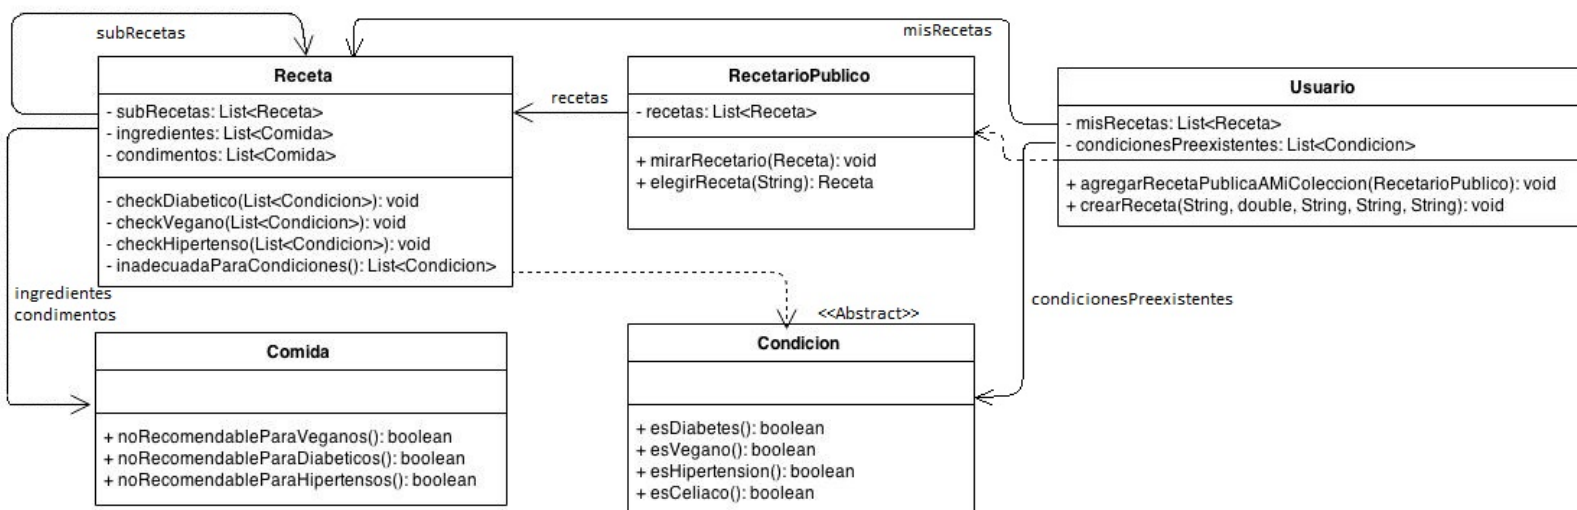 subRecetas
misRecetas
Receta
- subRecetas: List<Receta>
- ingredientes: List<Comida>
- condimentos: List<Comida>
- checkDiabetico(List<Condicion>): void
- checkVegano(List<Condicion>): void
- checkHipertenso(List<Condicion>): void
- inadecuadaParaCondiciones(): List<Condicion>
recetas
RecetarioPublico
- recetas: List<Receta>
+ mirarRecetario(Receta): void
+ elegirReceta(String): Receta
Usuario
- misRecetas: List<Receta>
- condicionesPreexistentes: List<Condicion>
+ agregarRecetaPublicaAMiColeccion(RecetarioPublico): void
+ crearReceta(String, double, String, String, String): void
ingredientes
condimentos
condicionesPreexistentes
Comida
+ noRecomendableParaVeganos(): boolean
+ noRecomendableParaDiabeticos(): boolean
+ noRecomendableParaHipertensos(): boolean
<<Abstract>>
Condicion
+ esDiabetes(): boolean
+ esVegano(): boolean
+ esHipertension(): boolean
+ esCeliaco(): boolean